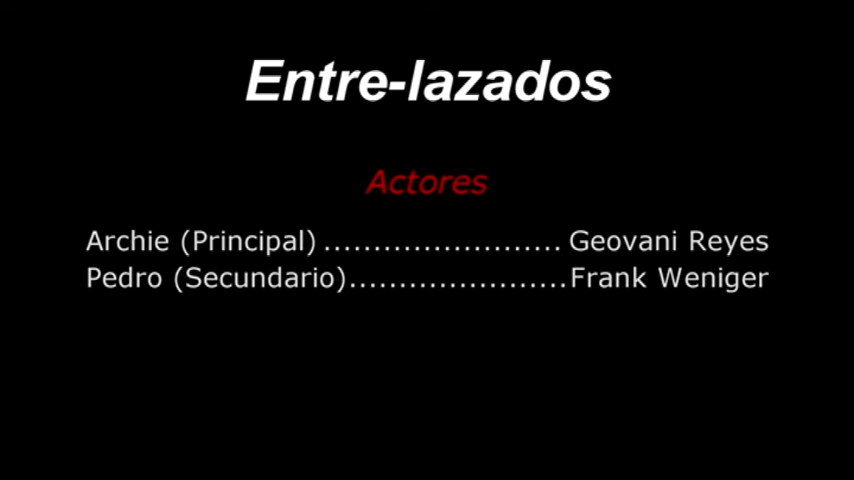 Entre-lazados
Actores
Archie (Principal) ........................ Geovani Reyes
Pedro (Secundario)......................Frank Weniger